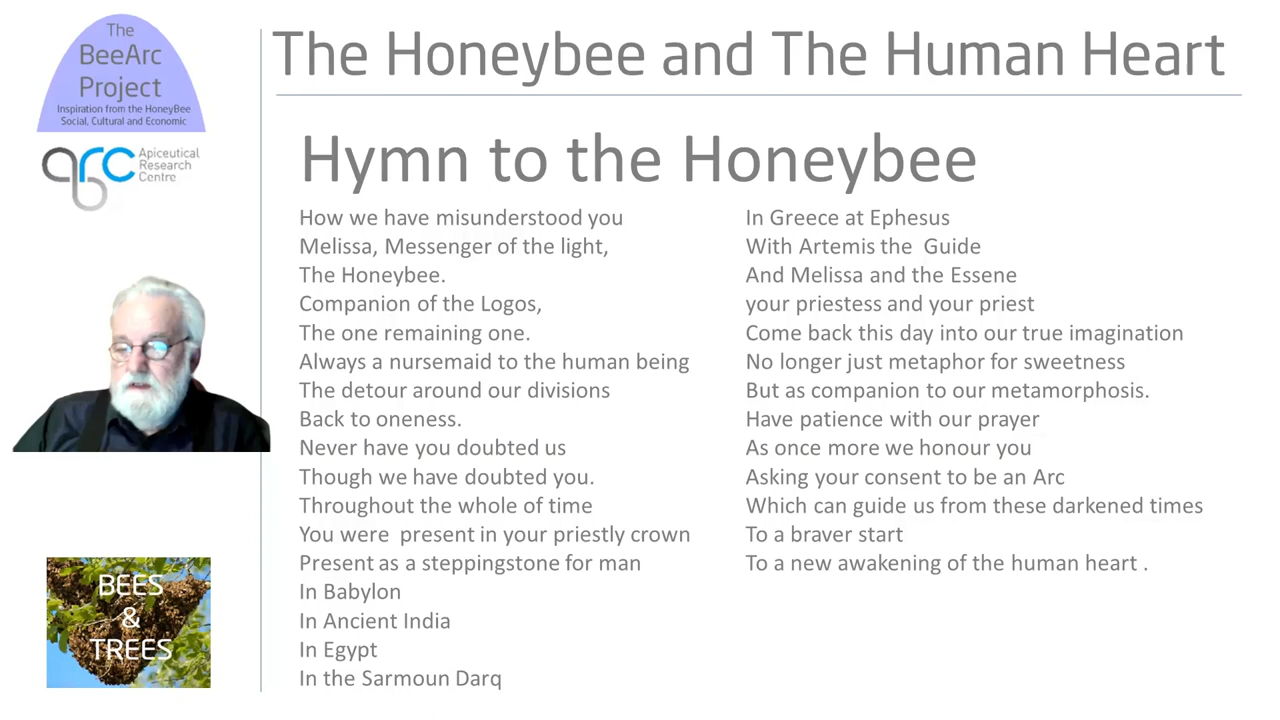 The
BeeArc
Project
Inspiration from the HoneyBee
Social, Cultural and Economic
arc
Apiceutical
Research
Centre
The Honeybee and The Human Heart
Hymn to the Honeybee
How we have misunderstood you
Melissa, Messenger of the light,
The Honeybee.
Companion of the Logos,
The one remaining one.
Always a nursemaid to the human being
The detour around our divisions
Back to oneness.
Never have you doubted us
Though we have doubted you.
Throughout the whole of time
You were  present in your priestly crown
Present as a steppingstone for man
In Babylon
In Ancient India
In Egypt
In the Sarmoun Darq
In Greece at Ephesus
With Artemis the  Guide
And Melissa and the Essene
your priestess and your priest
Come back this day into our true imagination
No longer just metaphor for sweetness
But as companion to our metamorphosis.
Have patience with our prayer
As once more we honour you
Asking your consent to be an Arc
Which can guide us from these darkened times
To a braver start
To a new awakening of the human heart .
BEES
&
TREES